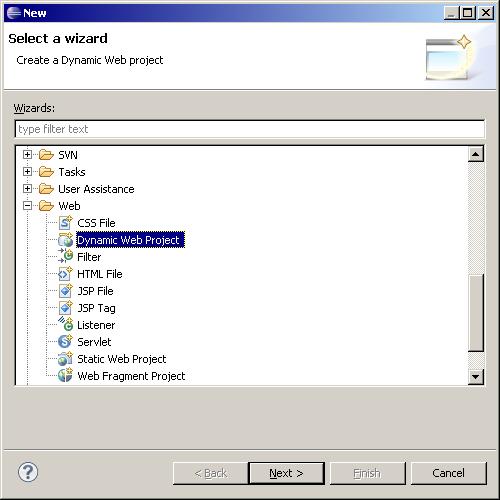 New
Select a wizard
Create a Dynamic Web project
Wizards:
type filter text
SVN
Tasks
User Assistance
Web
CSS File
Dynamic Web Project
Filter
HTML File
JSP File
JSP Tag
Listener
Servlet
Static Web Project
Web Fragment Project
? < Back Next > Finish Cancel